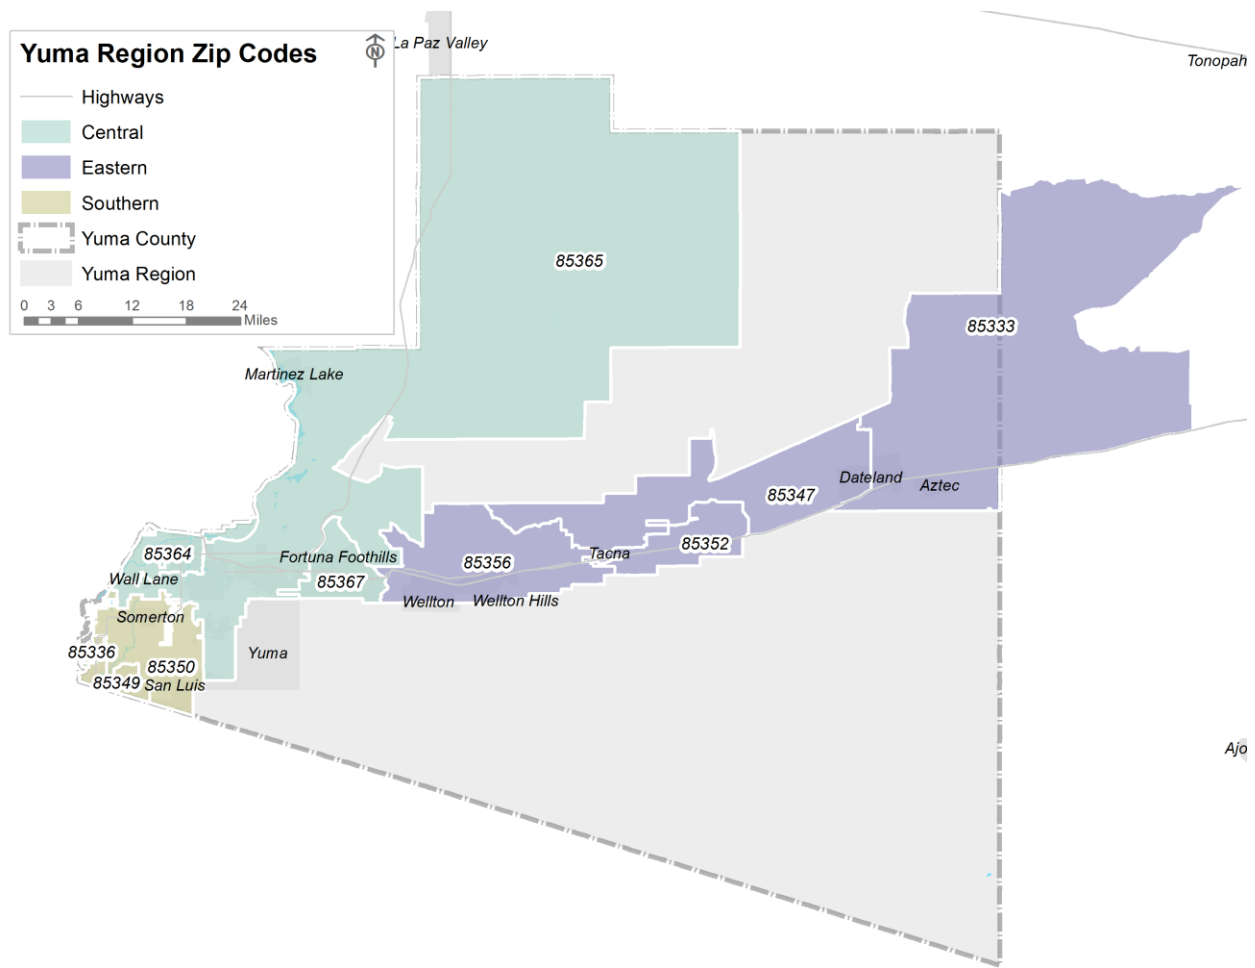 La Paz Valley
Tonopah
Yuma Region Zip Codes
N
Highways
Central
Eastern
Southern
Yuma County
Yuma Region
0 3 6 12 18 24
Miles
85365
85333
Martinez Lake
Dateland
Aztec
85347
85352
Tacna
85364
Fortuna Foothills
85356
85367
Wall Lane
Wellton
Wellton Hills
Somerton
85336
Yuma
85350
85349
San Luis
Ajo